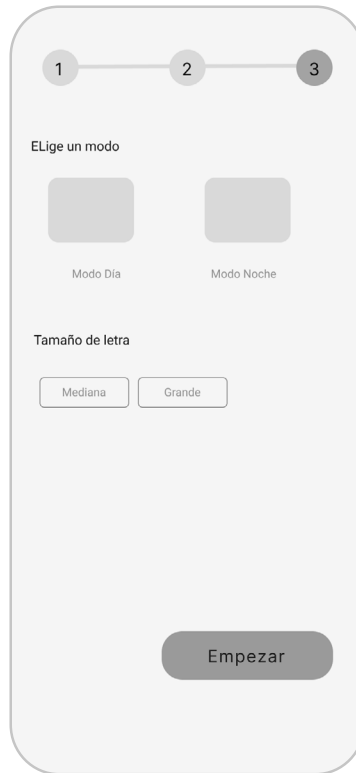 1 2 3
ELige un modo
Modo Día Modo Noche
Tamaño de letra
Mediana Grande
Empezar